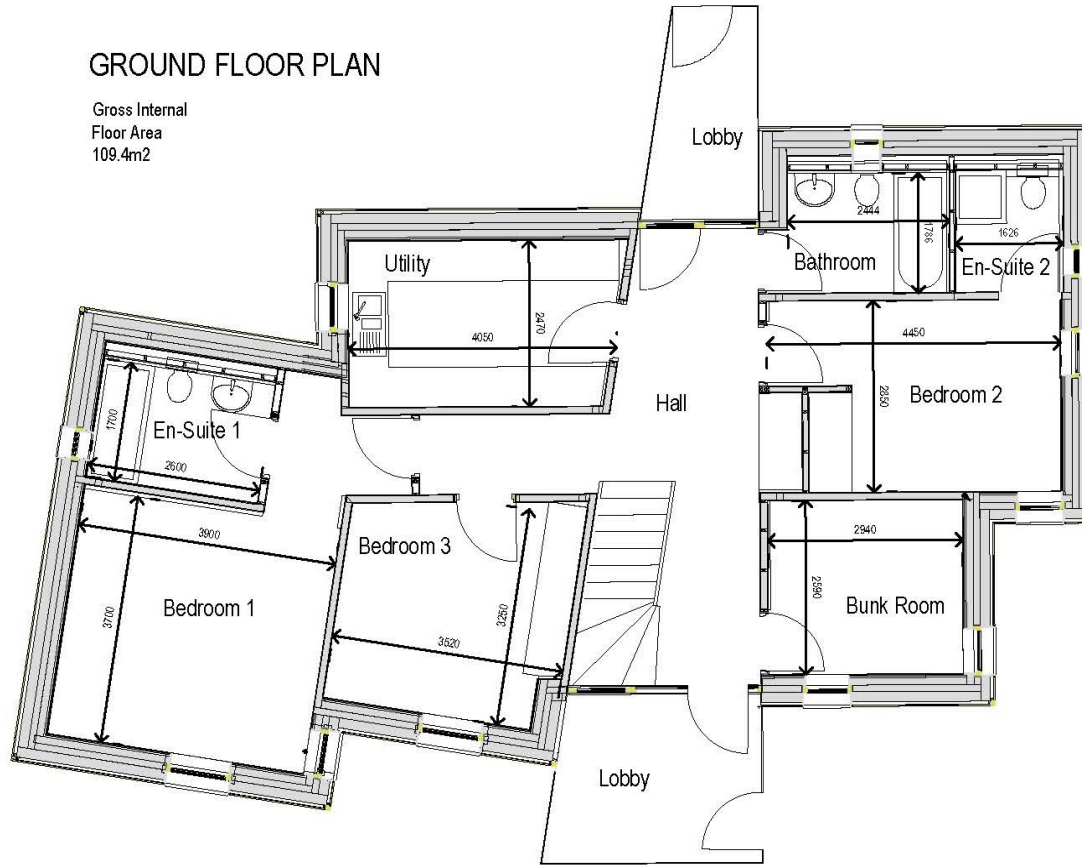 GROUND FLOOR PLAN
Gross Internal
Floor Area
109.4m2
Lobby
2444
1786
1626
Bathroom
En-Suite 2
Utility
4050
2470
4450
Hall
2850
Bedroom 2
1700
En-Suite 1
2600
3900
Bedroom 3
2940
2590
Bunk Room
3700
Bedroom 1
3250
3520
Lobby